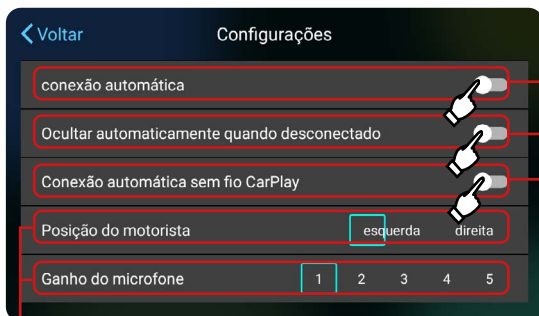 Voltar
Configurações
conexão automática
Ocultar automaticamente quando desconectado
Conexão automática sem fio CarPlay
Posição do motorista esquerda direita
Ganho do microfone 1 2 3 4 5